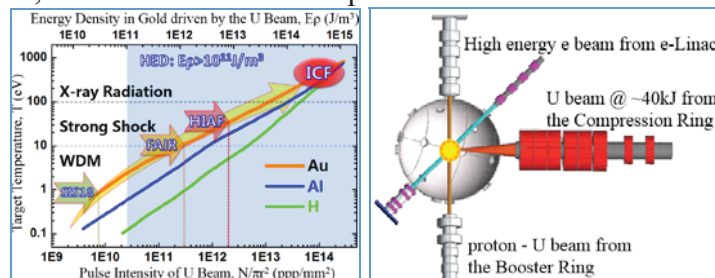 Energy Density in Gold driven by the U Beam, Eρ (J/m³)
1E10 1E11 1E12 1E13 1E14 1E15
HED: Eρ>10¹¹J/m³
ICF
X-ray Radiation
HIAF
Strong Shock
FAIR
WDM
SIS18
Au
Al
H
Target Temperature, T (eV)
1000
100
10
1
0.1
1E9 1E10 1E11 1E12 1E13 1E14
Pulse Intensity of U Beam, N/πr² (ppp/mm²)
High energy e beam from e-Linac
U beam @ ~40kJ from
the Compression Ring
proton - U beam from
the Booster Ring